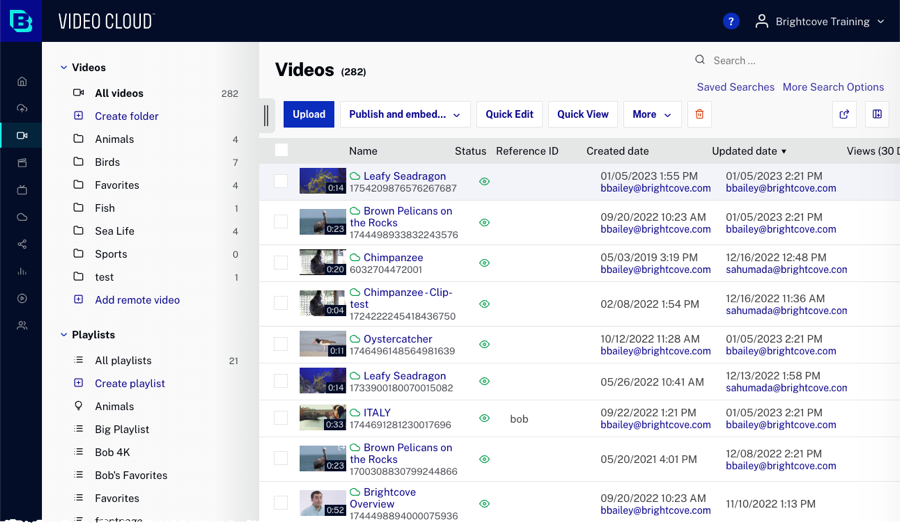 VIDEO CLOUD
?
Brightcove Training
Videos
All videos 282
Create folder
Animals 4
Birds 7
Favorites 4
Fish 1
Sea Life 4
Sports 0
test 1
Add remote video
Playlists
All playlists 21
Create playlist
Animals
Big Playlist
Bob 4K
Bob's Favorites
Favorites
Videos (282)
Search ...
Saved Searches More Search Options
Upload Publish and embed... Quick Edit Quick View More
Name Status Reference ID Created date Updated date Views (30 D
0:14 Leafy Seadragon 01/05/2023 1:55 PM 01/05/2023 2:21 PM
1754209876576267687 bbailey@brightcove.com bbailey@brightcove.com
Brown Pelicans on 09/20/2022 10:23 AM 01/05/2023 2:21 PM
0:23 the Rocks bbailey@brightcove.com bbailey@brightcove.com
1744498933832243576
Chimpanzee 05/03/2019 3:19 PM 12/16/2022 12:48 PM
0:20 6032704472001 bbailey@brightcove.com sahumada@brightcove.con
Chimpanzee - Clip- 12/16/2022 11:36 AM
0:04 test 02/08/2022 1:54 PM sahumada@brightcove.con
1724222245418436750
Oystercatcher 10/12/2022 11:28 AM 01/05/2023 2:21 PM
0:11 1746496148564981639 bbailey@brightcove.com bbailey@brightcove.com
Leafy Seadragon 05/26/2022 10:41 AM 12/13/2022 1:58 PM
0:14 1733900180070015082 sahumada@brightcove.con
ITALY bob 09/22/2022 1:21 PM 01/05/2023 2:21 PM
0:33 1744691281230017696 bbailey@brightcove.com bbailey@brightcove.com
Brown Pelicans on 12/08/2022 2:21 PM
0:23 the Rocks 05/20/2021 4:01 PM bbailey@brightcove.com
1700308830799244866
Brightcove 09/20/2022 10:23 AM
0:52 Overview bbailey@brightcove.com 11/10/2022 1:13 PM
1744498894000075936